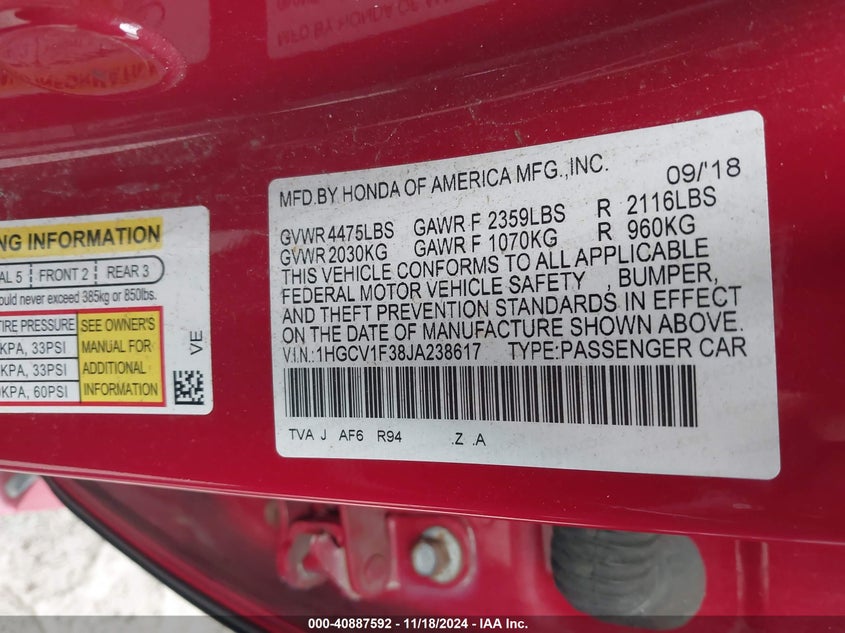 MFD.BY HONDA OF AMERICA MFG.,INC. 09/'18
GVWR 4475LBS GAWR F 2359LBS R 2116LBS
GVWR 2030KG GAWR F 1070KG R 960KG
THIS VEHICLE CONFORMS TO ALL APPLICABLE
FEDERAL MOTOR VEHICLE SAFETY , BUMPER,
AND THEFT PREVENTION STANDARDS IN EFFECT
ON THE DATE OF MANUFACTURE SHOWN ABOVE.
V.I.N.:1HGCV1F38JA238617 TYPE:PASSENGER CAR
TVA J AF6 R94 .Z .A
INFORMATION
5 FRONT 2 REAR 3
never exceed 385kg or 850lbs.
PRESSURE SEE OWNER'S
KPA, 33PSI MANUAL FOR
KPA, 33PSI ADDITIONAL
KPA, 60PSI INFORMATION
VE
000-40887592 - 11/18/2024 - IAA Inc.